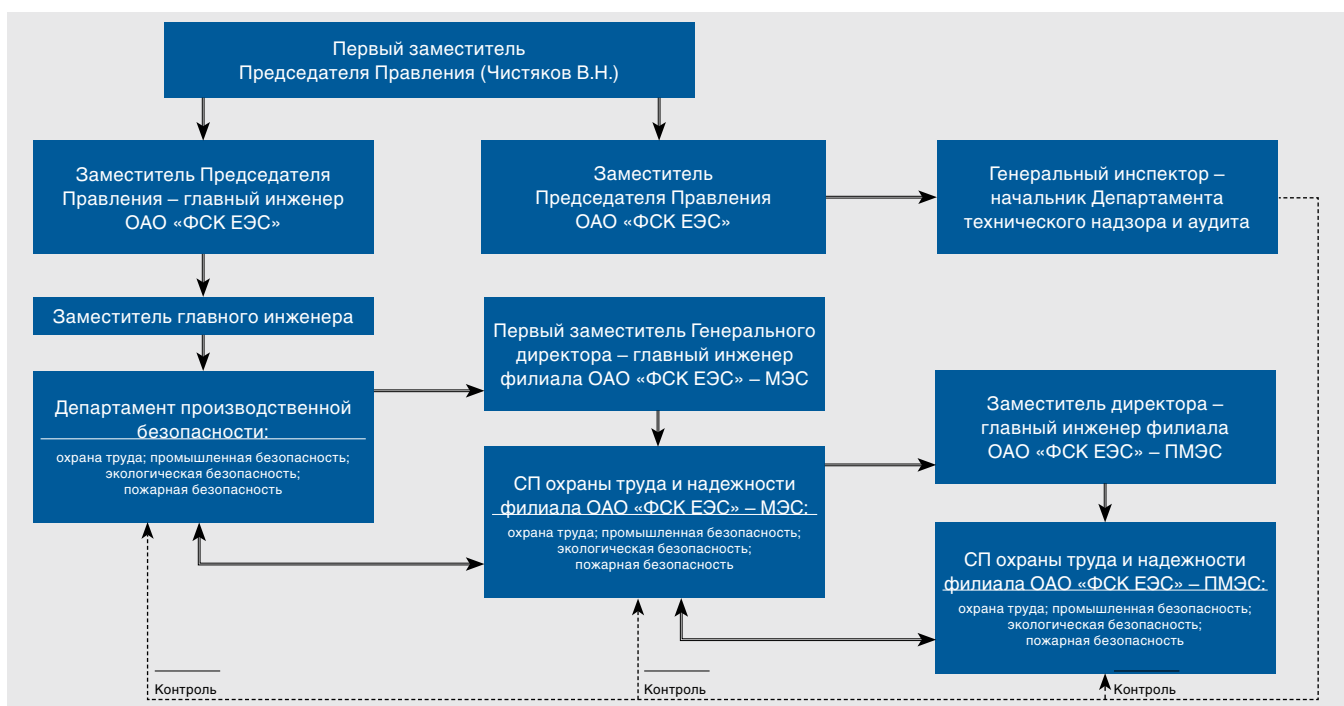 Первый заместитель
Председателя Правления (Чистяков В.Н.)
Заместитель Председателя
Правления – главный инженер
ОАО «ФСК ЕЭС»
Заместитель
Председателя Правления
ОАО «ФСК ЕЭС»
Генеральный инспектор –
начальник Департамента
технического надзора и аудита
Заместитель главного инженера
Первый заместитель Генерального
директора – главный инженер
филиала ОАО «ФСК ЕЭС» – МЭС
Департамент производственной
безопасности:
охрана труда; промышленная безопасность;
экологическая безопасность;
пожарная безопасность
Заместитель директора –
главный инженер филиала
ОАО «ФСК ЕЭС» – ПМЭС
СП охраны труда и надежности
филиала ОАО «ФСК ЕЭС» – МЭС:
охрана труда; промышленная безопасность;
экологическая безопасность;
пожарная безопасность
СП охраны труда и надежности
филиала ОАО «ФСК ЕЭС» – ПМЭС:
охрана труда; промышленная безопасность;
экологическая безопасность;
пожарная безопасность
Контроль
Контроль
Контроль